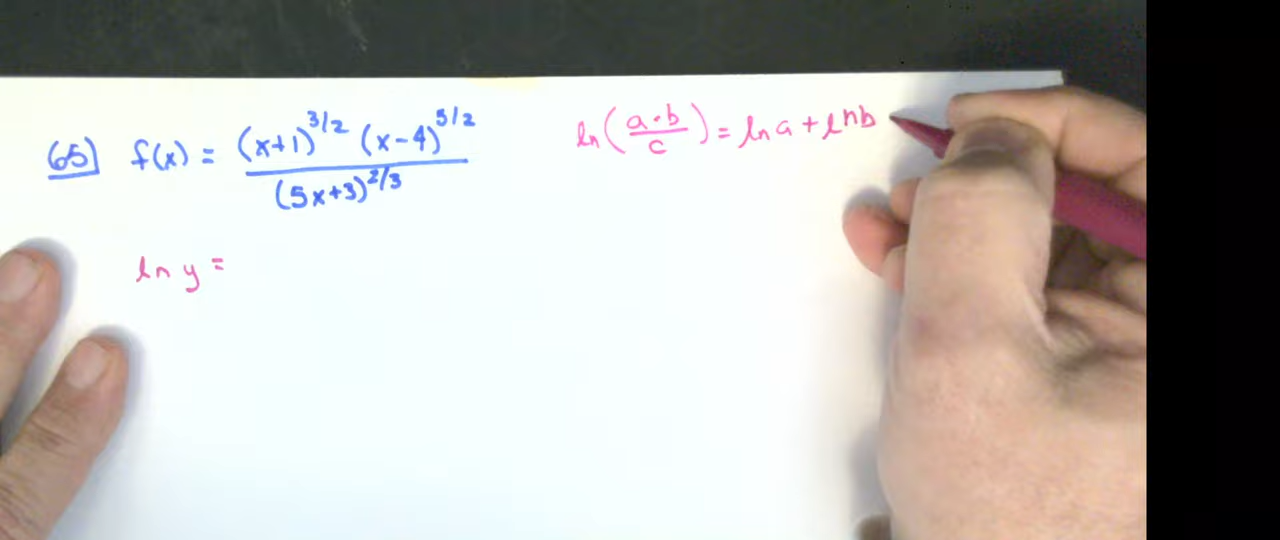 65) f(x) = (x+1)^3/2 (x-4)^5/2 / (5x+3)^2/3
ln(a·b/c) = ln a + ln b
ln y =